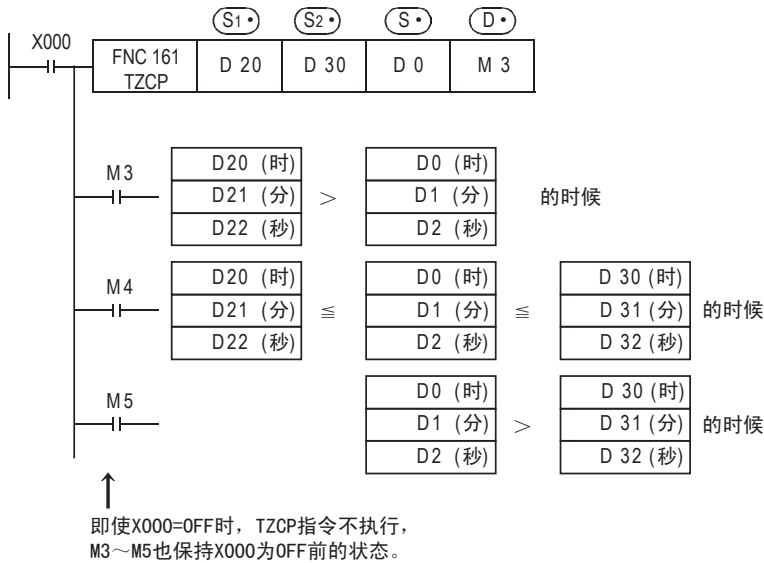 S1• S2• S• D•
X000
FNC 161 D 20 D 30 D 0 M 3
TZCP
M3 D20 (时) D0 (时)
D21 (分) > D1 (分) 的时候
D22 (秒) D2 (秒)
M4 D20 (时) D0 (时) D 30 (时)
D21 (分) ≦ D1 (分) ≦ D 31 (分) 的时候
D22 (秒) D2 (秒) D 32 (秒)
M5 D0 (时) D 30 (时)
D1 (分) > D 31 (分) 的时候
D2 (秒) D 32 (秒)
即使X000=OFF时，TZCP指令不执行，
M3～M5也保持X000为OFF前的状态。